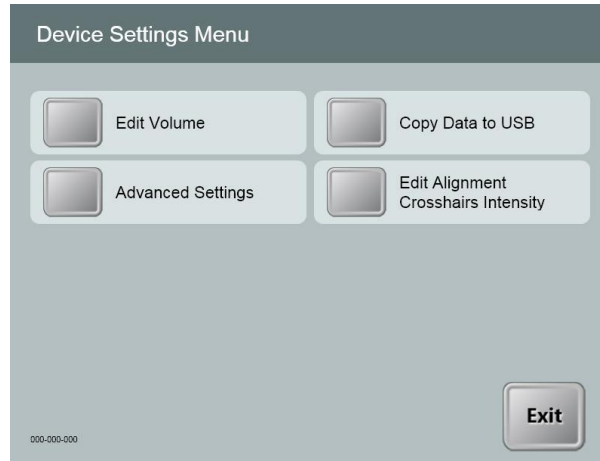 Device Settings Menu
Edit Volume
Copy Data to USB
Advanced Settings
Edit Alignment
Crosshairs Intensity
Exit
000-000-000